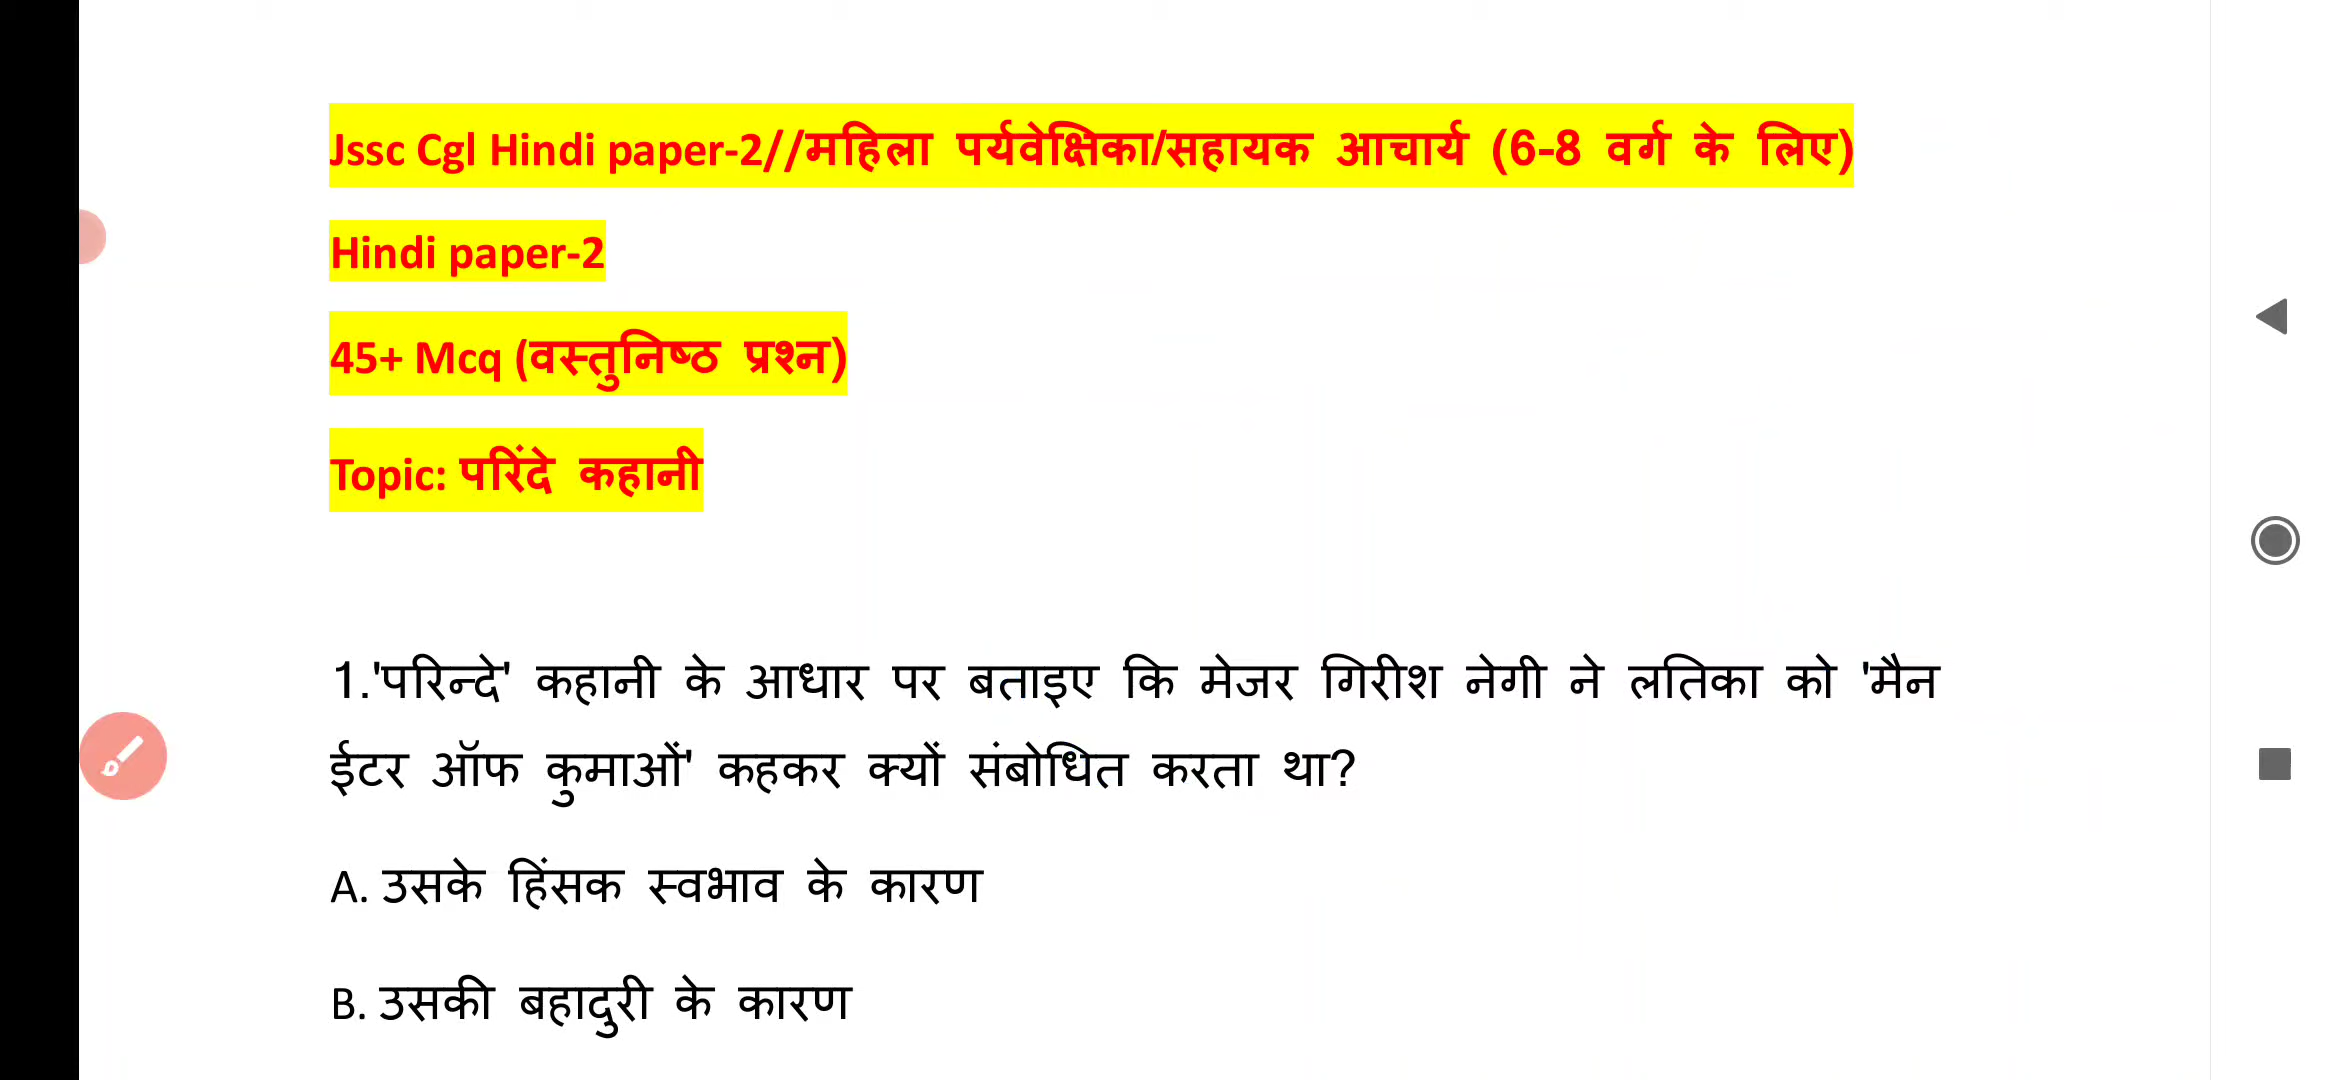 Jssc Cgl Hindi paper-2//महिला पर्यवेक्षिका/सहायक आचार्य (6-8 वर्ग के लिए)
Hindi paper-2
45+ Mcq (वस्तुनिष्ठ प्रश्न)
Topic: परिंदे कहानी
1.'परिन्दे' कहानी के आधार पर बताइए कि मेजर गिरीश नेगी ने लतिका को 'मैन
ईटर ऑफ कुमाओं' कहकर क्यों संबोधित करता था?
A. उसके हिंसक स्वभाव के कारण
B. उसकी बहादुरी के कारण